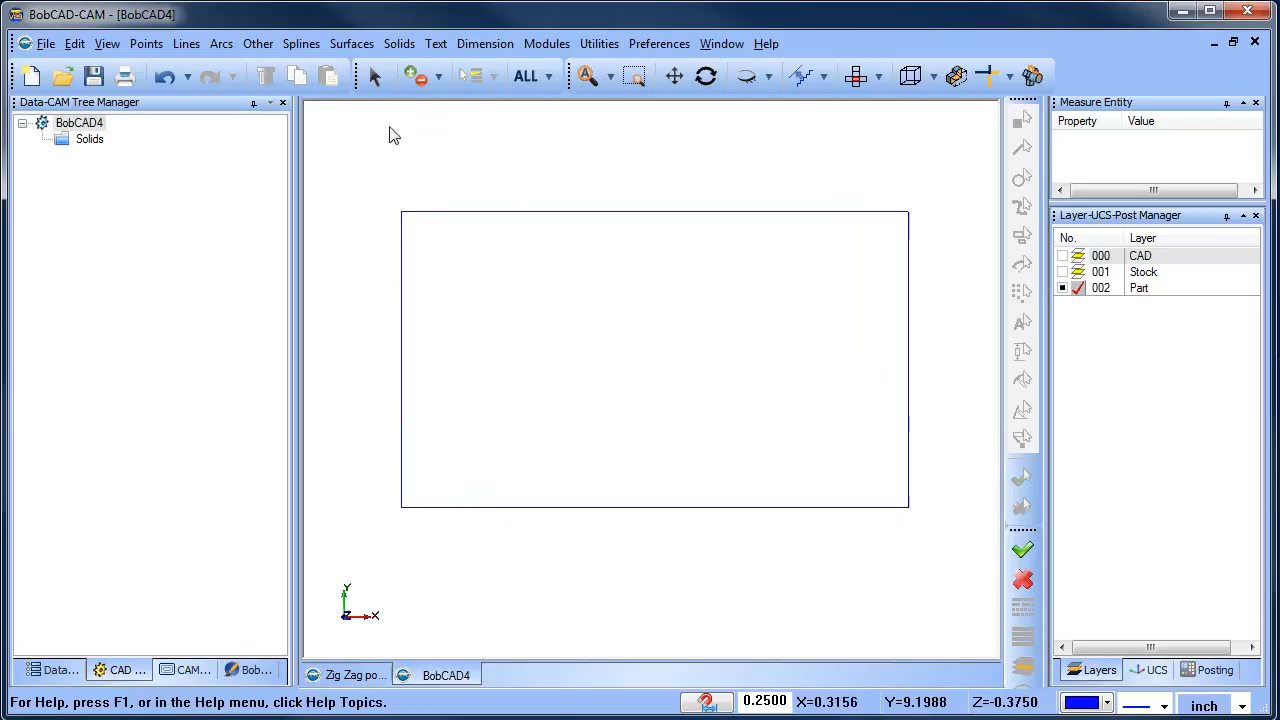 BobCAD-CAM - [BobCAD4]
File Edit View Points Lines Arcs Other Splines Surfaces Solids Text Dimension Modules Utilities Preferences Window Help
ALL
Data-CAM Tree Manager
BobCAD4
Solids
Measure Entity
Property Value
Layer-UCS-Post Manager
No. Layer
000 CAD
001 Stock
002 Part
Y
Z X
Data... CAD ... CAM... Bob...
Zig Zag po... BobCAD4
Layers UCS Posting
For Help, press F1, or in the Help menu, click Help Topics. 0.2500 X=0.3156 Y=9.1988 Z=-0.3750 inch